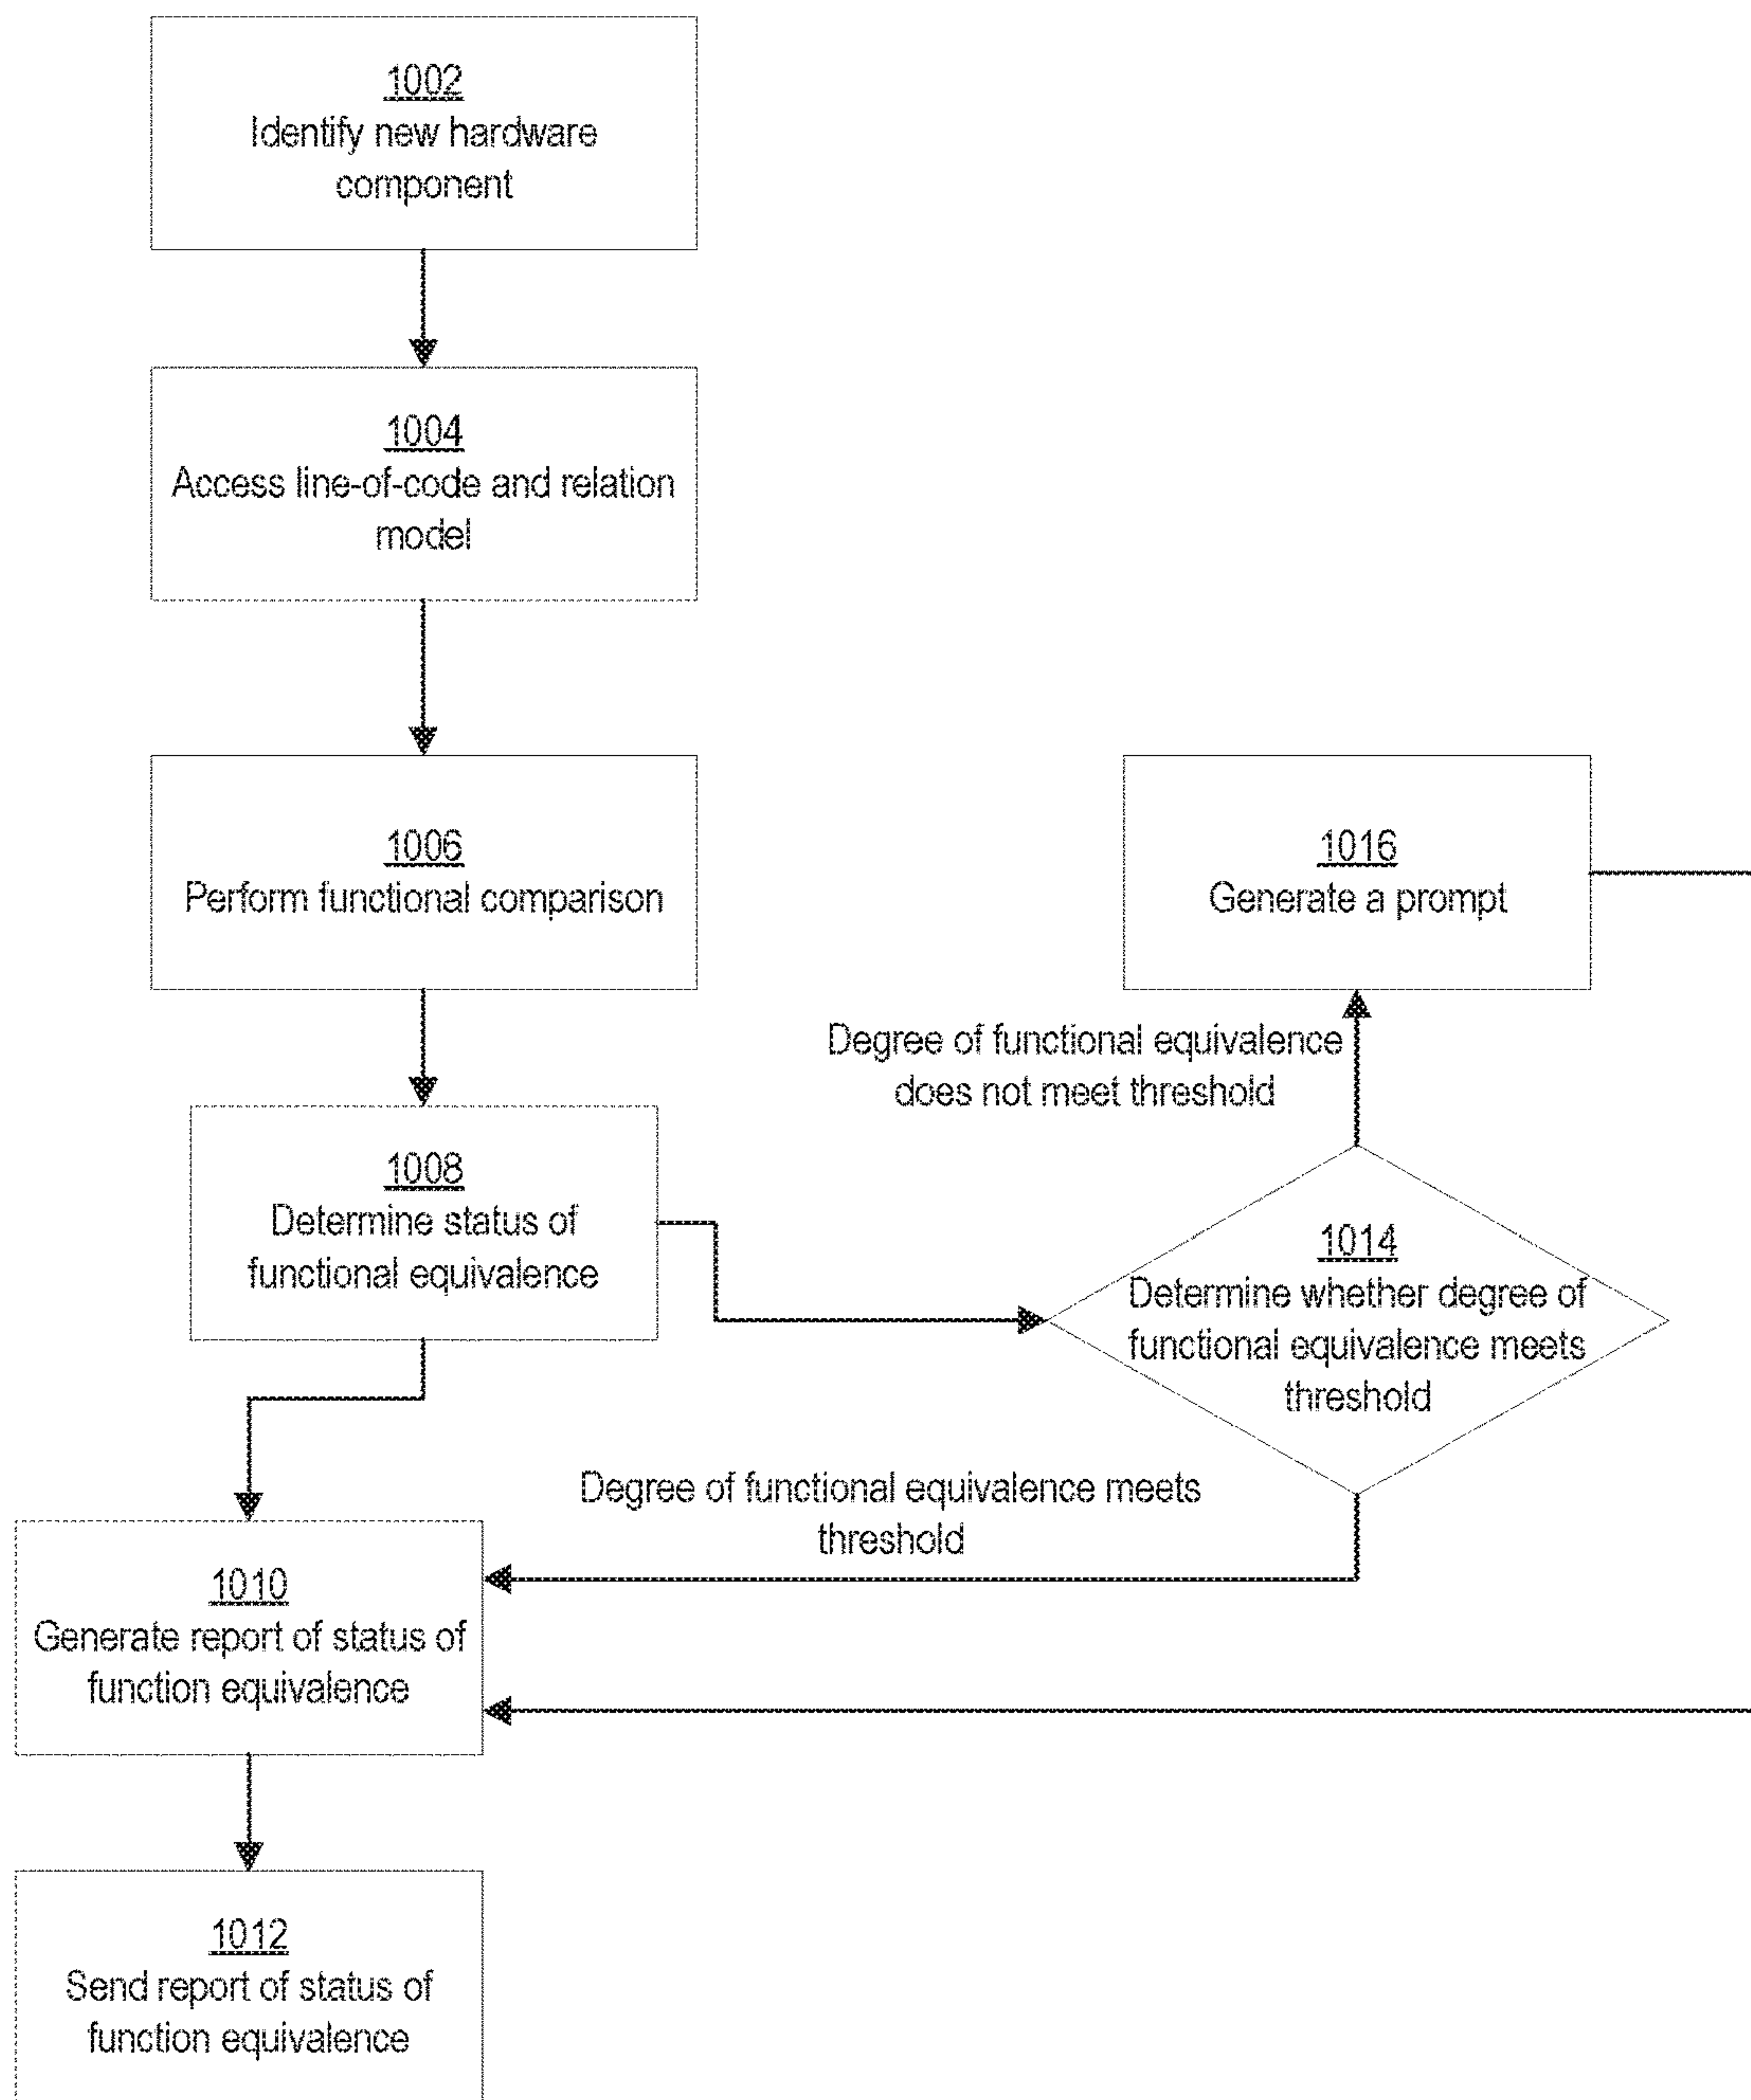 1002
Identify new hardware
component
1004
Access line-of-code and relation
model
1006
Perform functional comparison
1016
Generate a prompt
Degree of functional equivalence
does not meet threshold
1008
Determine status of
functional equivalence
1014
Determine whether degree of
functional equivalence meets
threshold
Degree of functional equivalence meets
threshold
1010
Generate report of status of
function equivalence
1012
Send report of status of
function equivalence